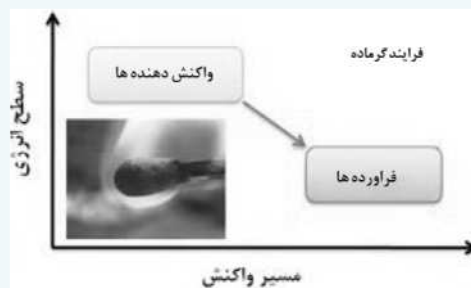 فرایندگرماده
واکنش دهنده ها
فراورده ها
سطح انرژی
مسیر واکنش